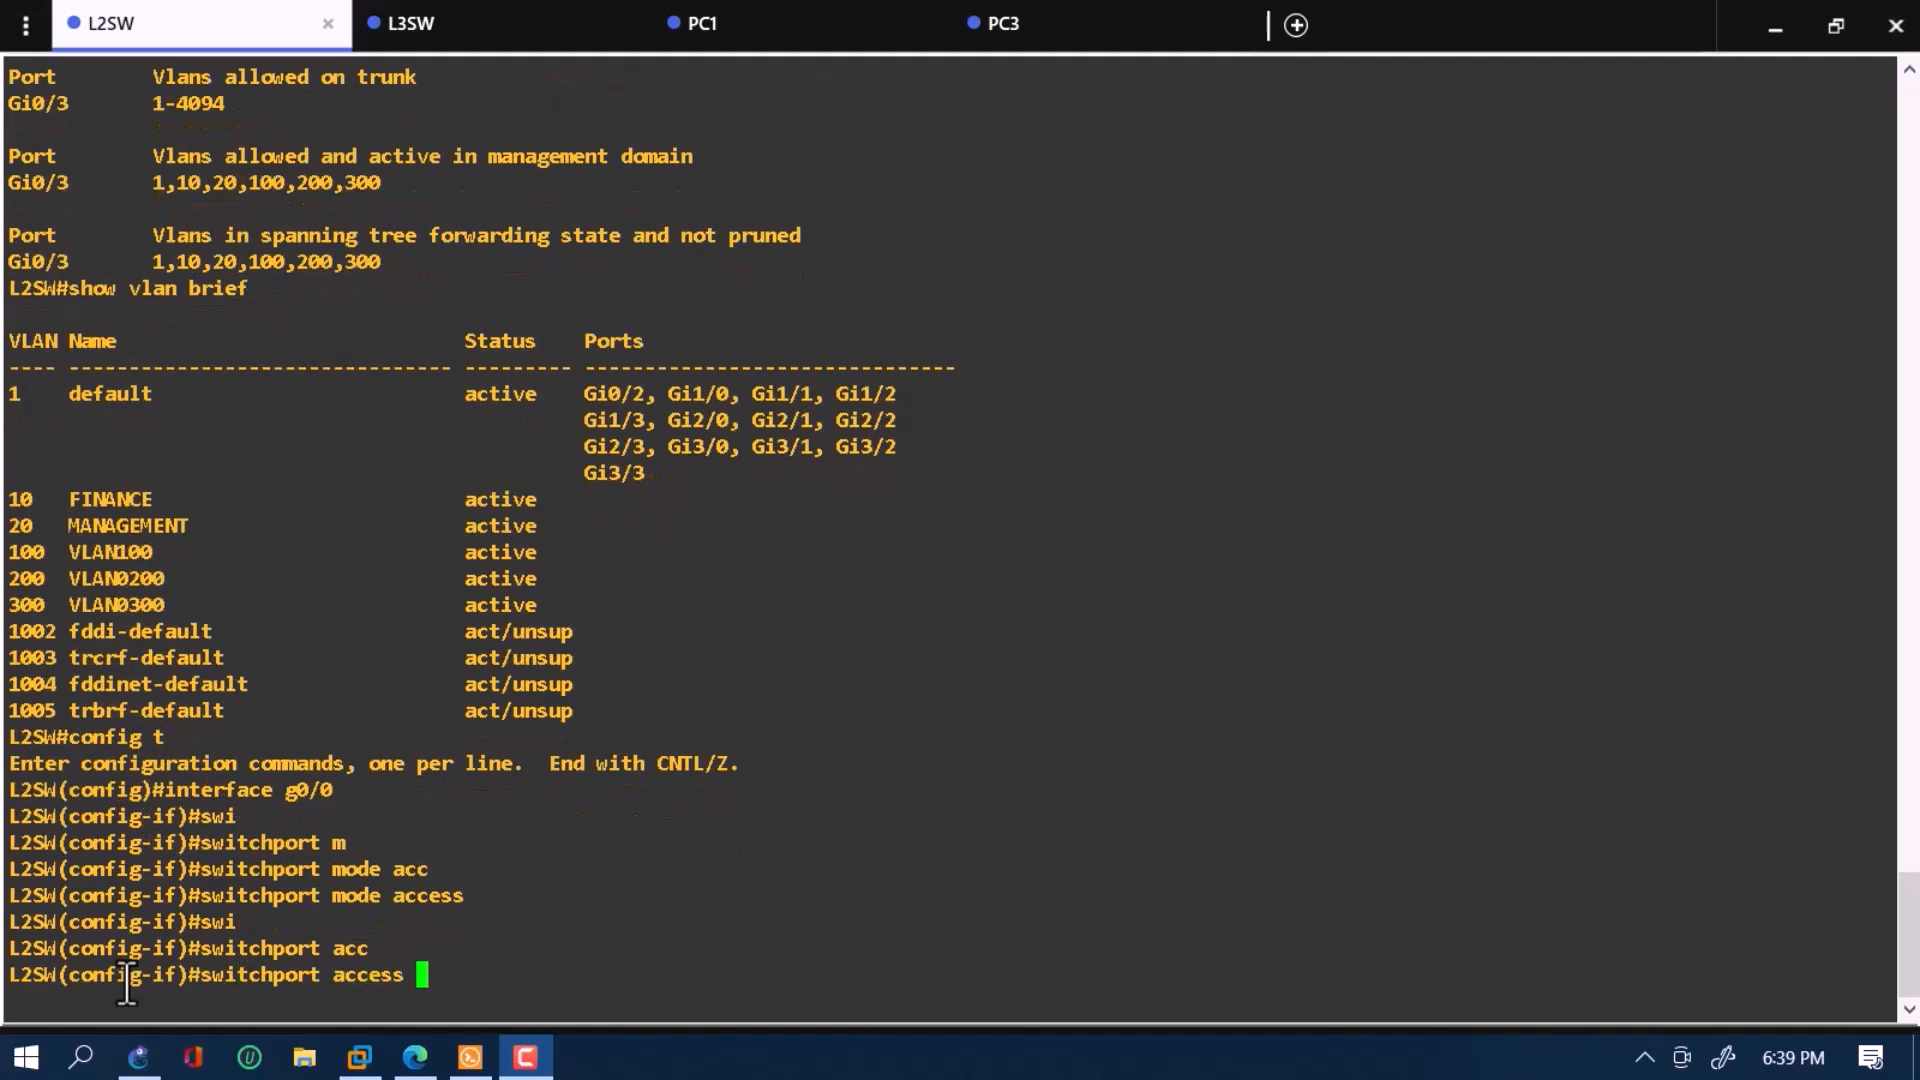 L2SW
L3SW
PC1
PC3
Port Vlans allowed on trunk
Gi0/3 1-4094
Port Vlans allowed and active in management domain
Gi0/3 1,10,20,100,200,300
Port Vlans in spanning tree forwarding state and not pruned
Gi0/3 1,10,20,100,200,300
L2SW#show vlan brief
VLAN Name Status Ports
---- -------------------------------- --------- -------------------------------
1 default active Gi0/2, Gi1/0, Gi1/1, Gi1/2
Gi1/3, Gi2/0, Gi2/1, Gi2/2
Gi2/3, Gi3/0, Gi3/1, Gi3/2
Gi3/3
10 FINANCE active
20 MANAGEMENT active
100 VLAN100 active
200 VLAN0200 active
300 VLAN0300 active
1002 fddi-default act/unsup
1003 trcrf-default act/unsup
1004 fddinet-default act/unsup
1005 trbrf-default act/unsup
L2SW#config t
Enter configuration commands, one per line. End with CNTL/Z.
L2SW(config)#interface g0/0
L2SW(config-if)#swi
L2SW(config-if)#switchport m
L2SW(config-if)#switchport mode acc
L2SW(config-if)#switchport mode access
L2SW(config-if)#swi
L2SW(config-if)#switchport acc
L2SW(config-if)#switchport access
6:39 PM